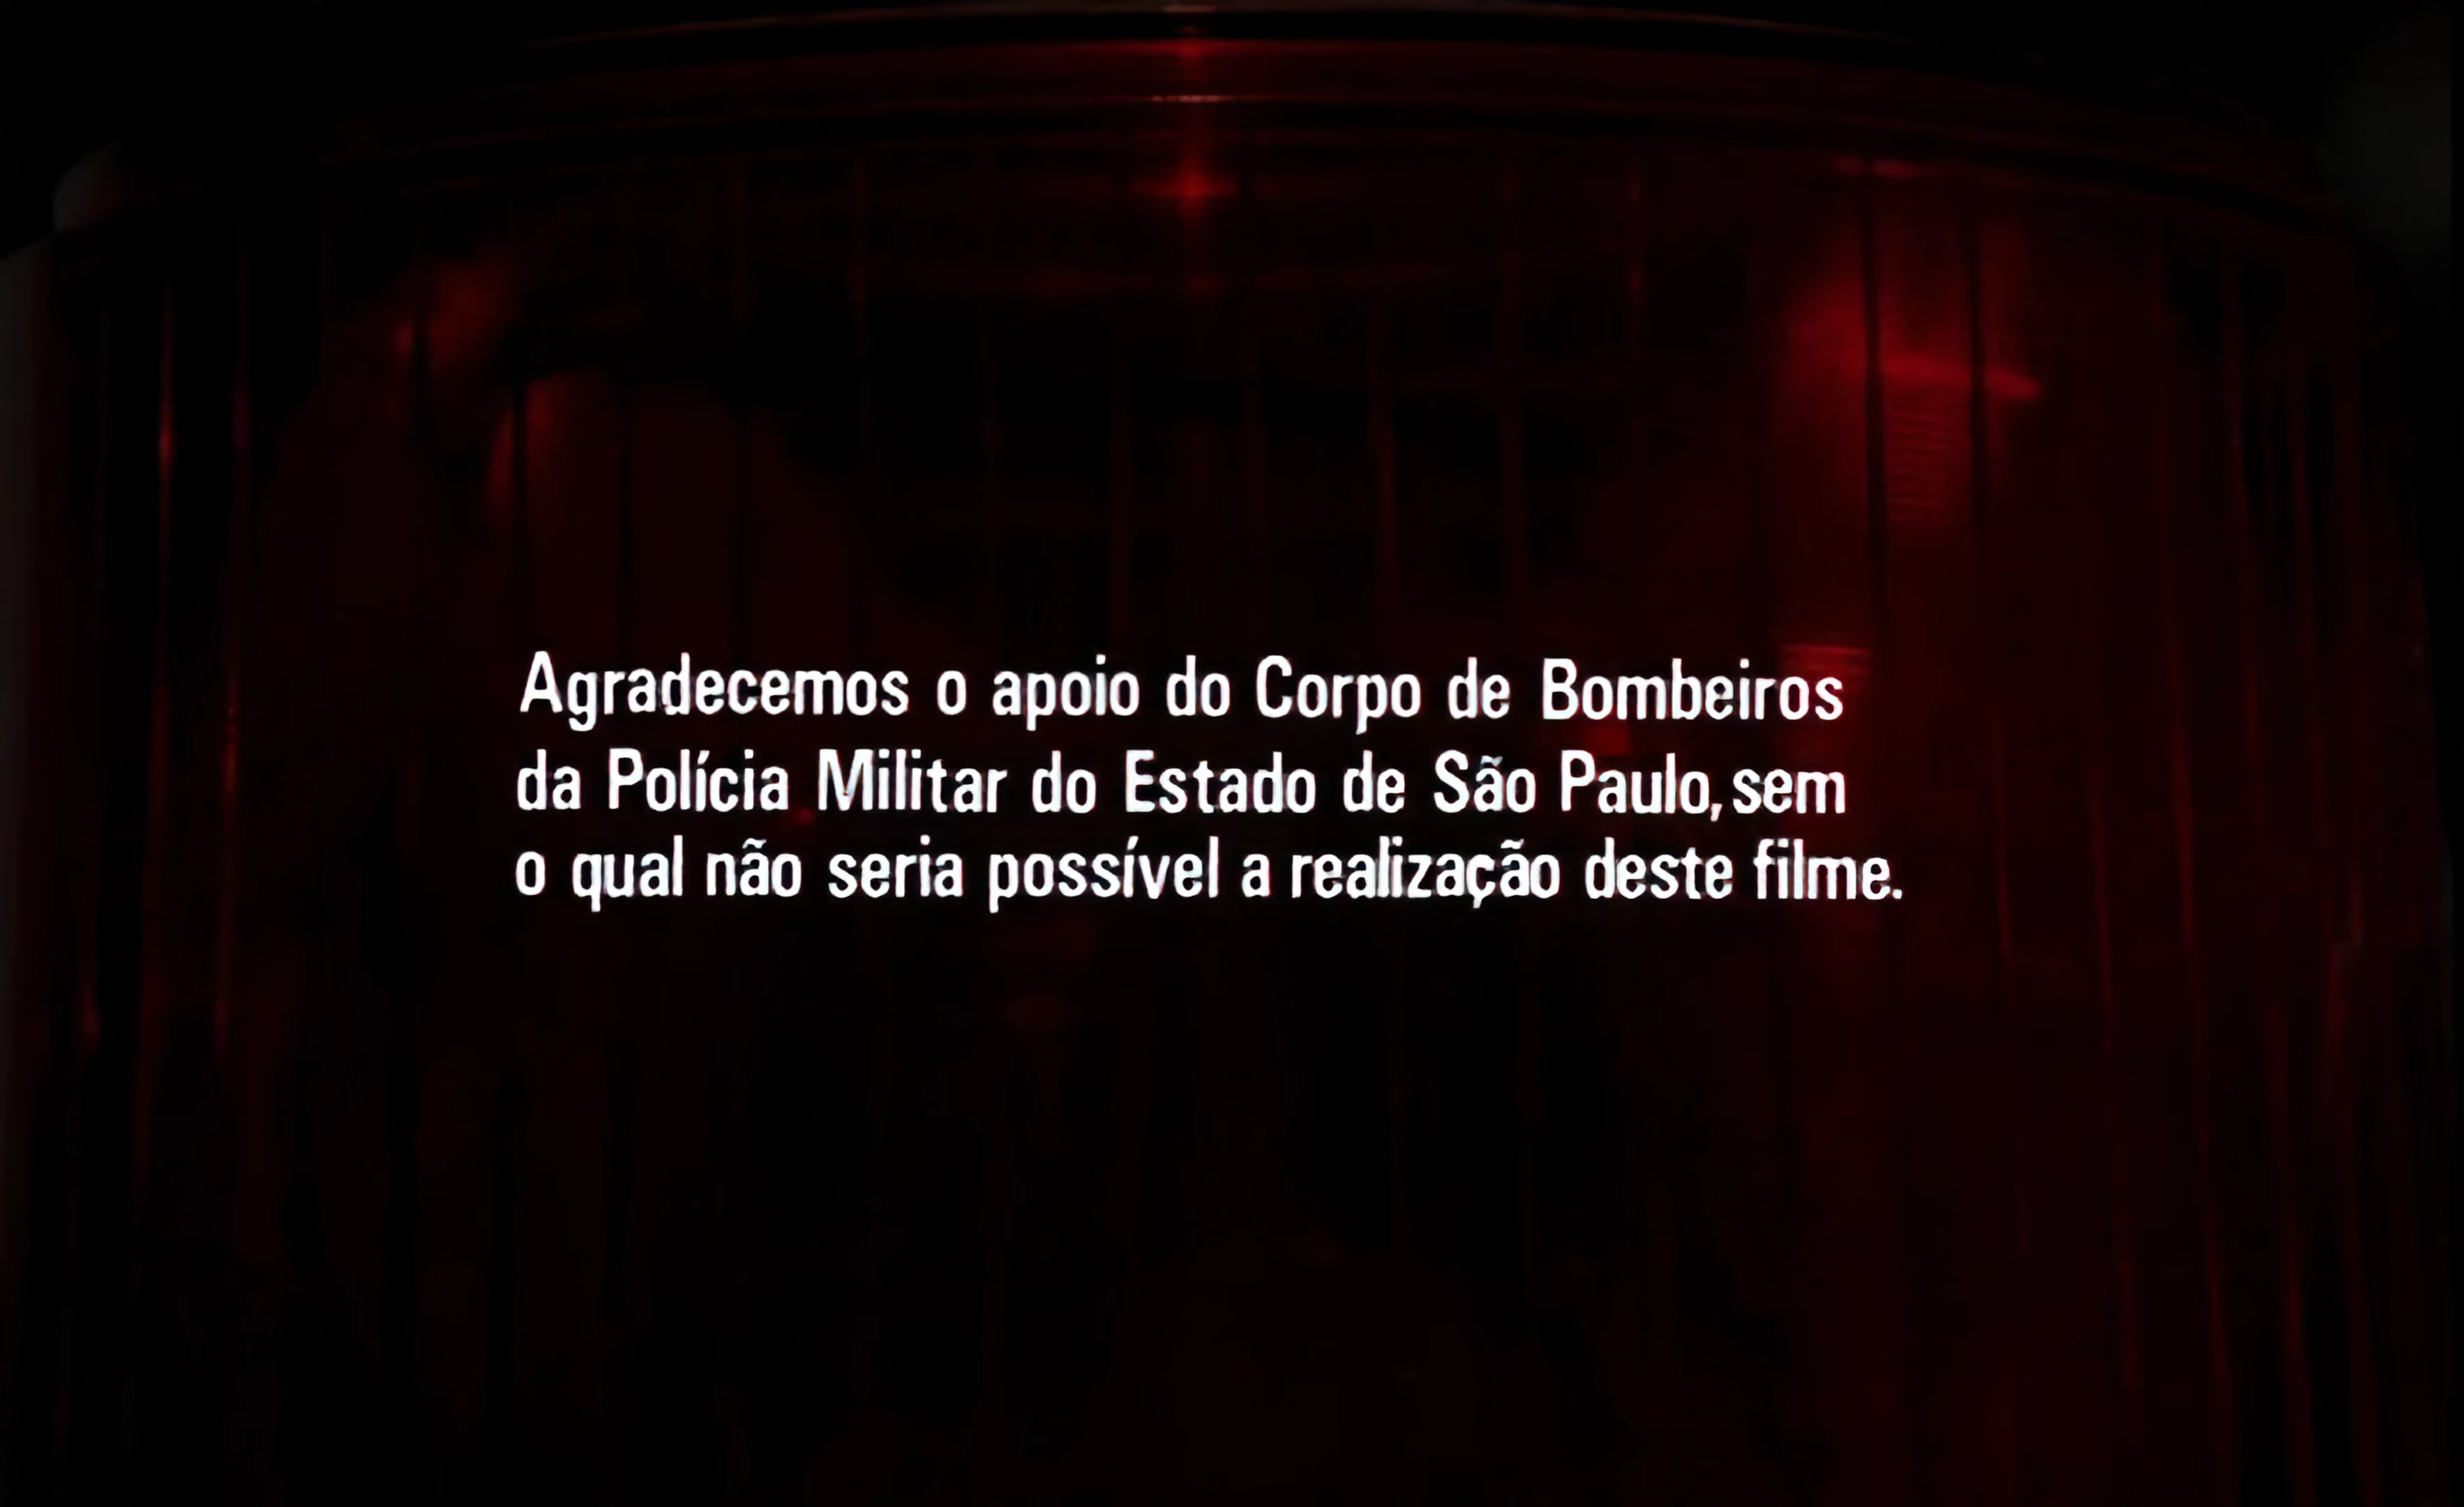 Agradecemos o apoio do Corpo de Bombeiros
da Polícia Militar do Estado de São Paulo, sem
o qual não seria possível a realização deste filme.